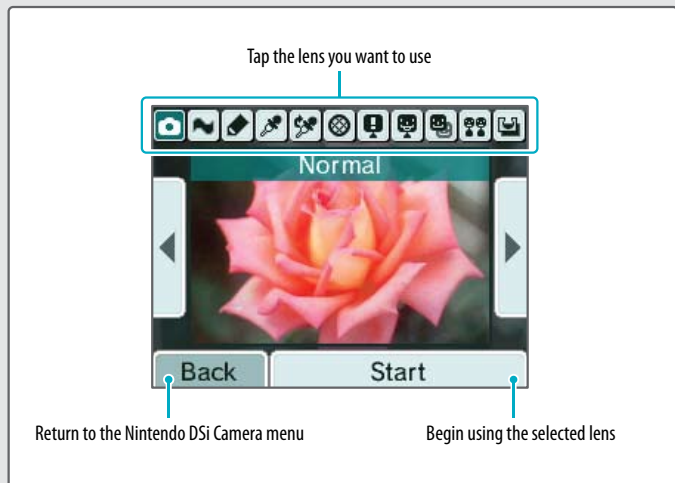 Tap the lens you want to use
Normal
Back
Start
Return to the Nintendo DSi Camera menu
Begin using the selected lens